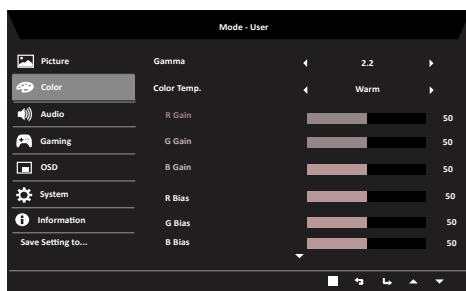 Mode - User
Picture
Gamma
2.2
Color
Color Temp.
Warm
Audio
R Gain
50
Gaming
G Gain
50
OSD
B Gain
50
System
R Bias
50
Information
G Bias
50
Save Setting to...
B Bias
50